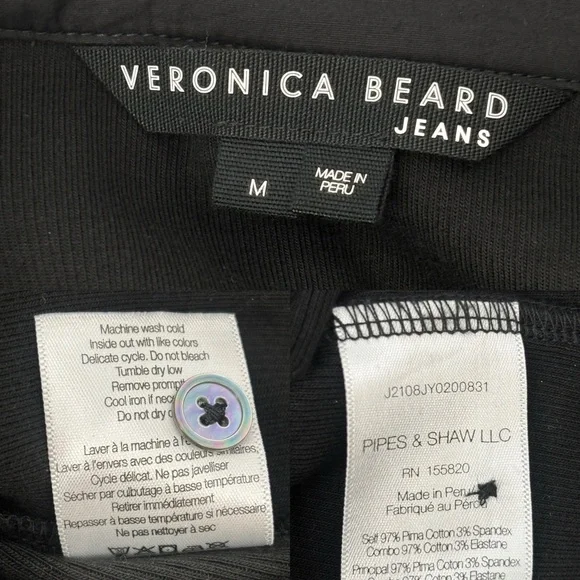 VERONICA BEARD
JEANS
M
MADE IN
PERU
Machine wash cold
Inside out with like colors
Delicate cycle. Do not bleach
Tumble dry low
Remove
Cool iron if
Do not dry
Laver à la machine à
Laver à l'envers avec des couleurs similaires;
Cycle délicat. Ne pas javelliser
Sécher par culbutage à basse température
Retirer immédiatement
Repasser à basse température si nécessaire
Ne pas nettoyer à sec
J2108JY0200831
PIPES & SHAW LLC
RN 155820
Made in Peru
Fabriqué au Pérou
Self 97% Pima Cotton 3% Spandex
Combo 97% Cotton 3% Elastane
Principal 97% Pima Cotton 3% Spandex